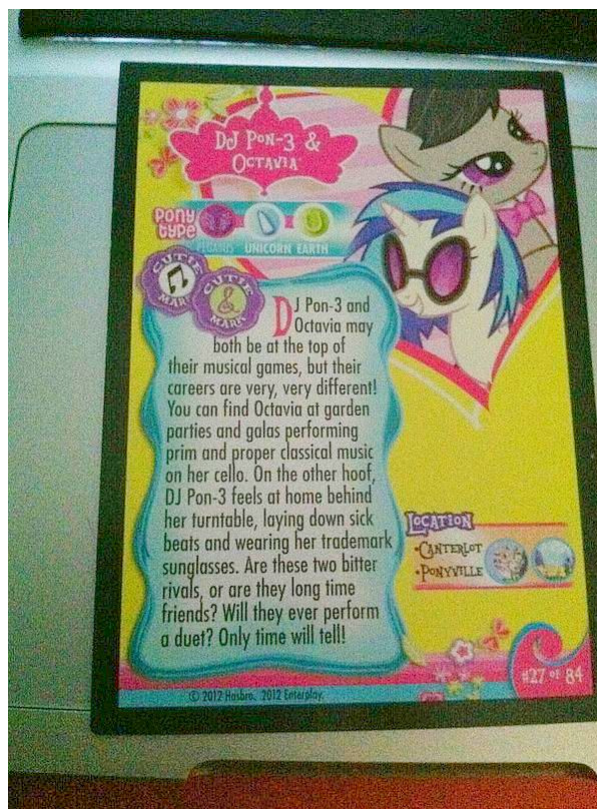 DJ Pon-3 &
Octavia
Pony
Type
PEGASUS UNICORN EARTH
CUTIE
MARK
CUTIE
MARK
DJ Pon-3 and
Octavia may
both be at the top of
their musical games, but their
careers are very, very different!
You can find Octavia at garden
parties and galas performing
prim and proper classical music
on her cello. On the other hoof,
DJ Pon-3 feels at home behind
her turntable, laying down sick
beats and wearing her trademark
sunglasses. Are these two bitter
rivals, or are they long time
friends? Will they ever perform
a duet? Only time will tell!
Location
•Canterlot
•Ponyville
#27 of 84
© 2012 Hasbro. 2012 Enterplay.